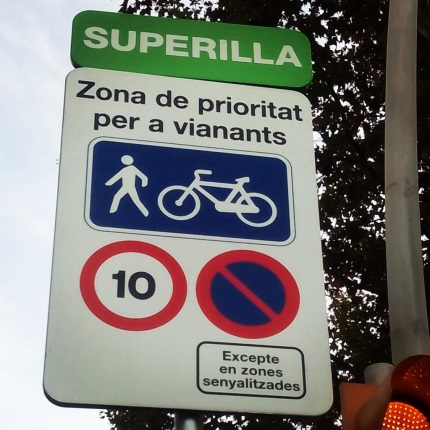 SUPERILLA
Zona de prioritat
per a vianants
10
Excepte
en zones
senyalitzades